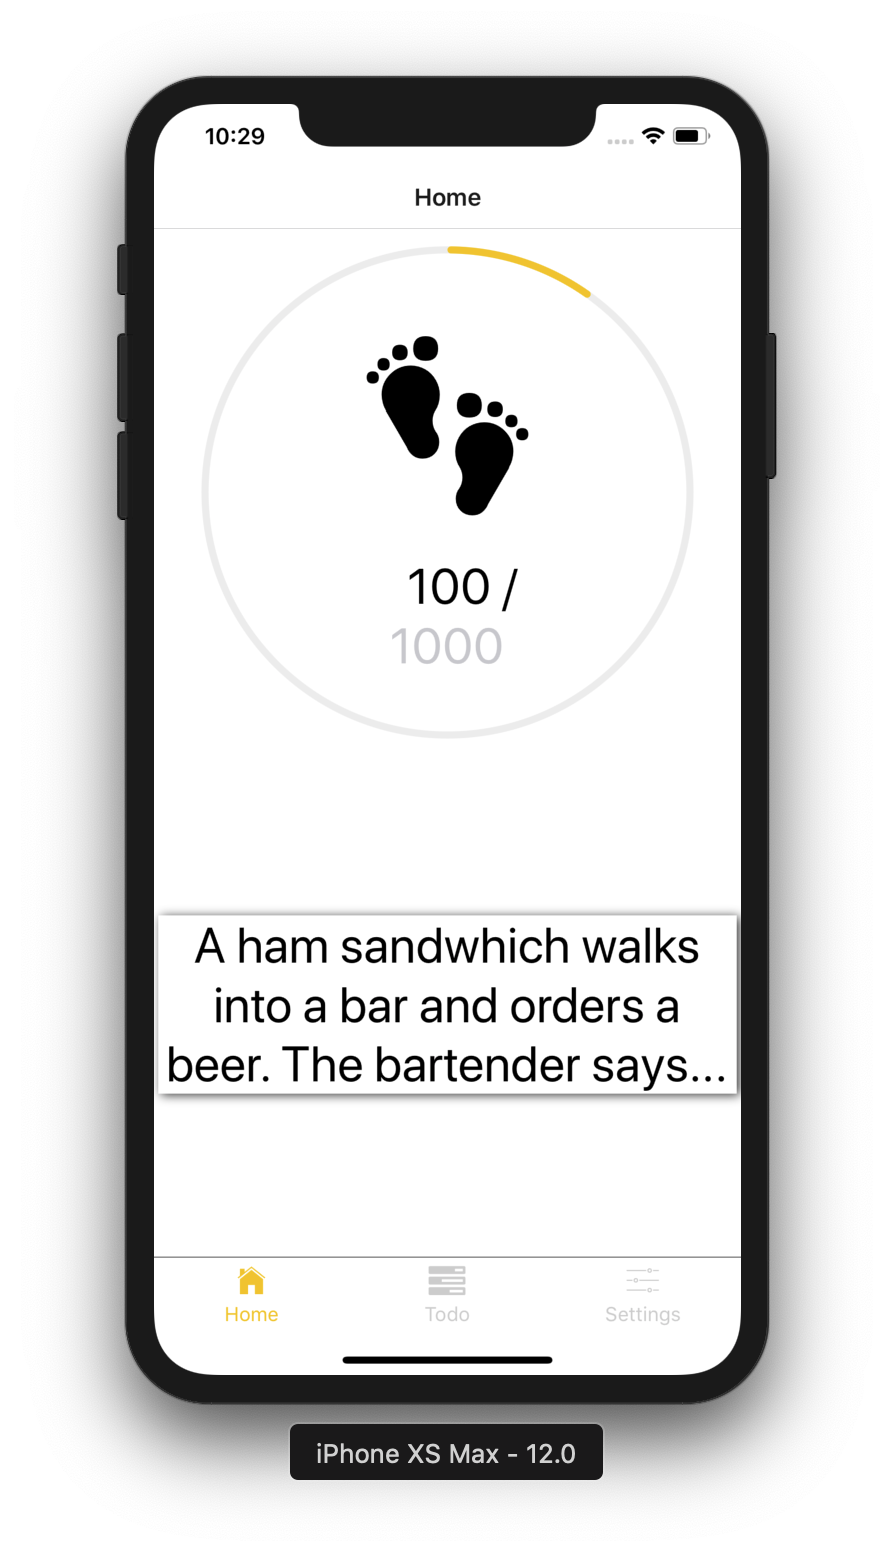 10:29
Home
100 /
1000
A ham sandwhich walks
into a bar and orders a
beer. The bartender says...
Home
Todo
Settings
iPhone XS Max - 12.0